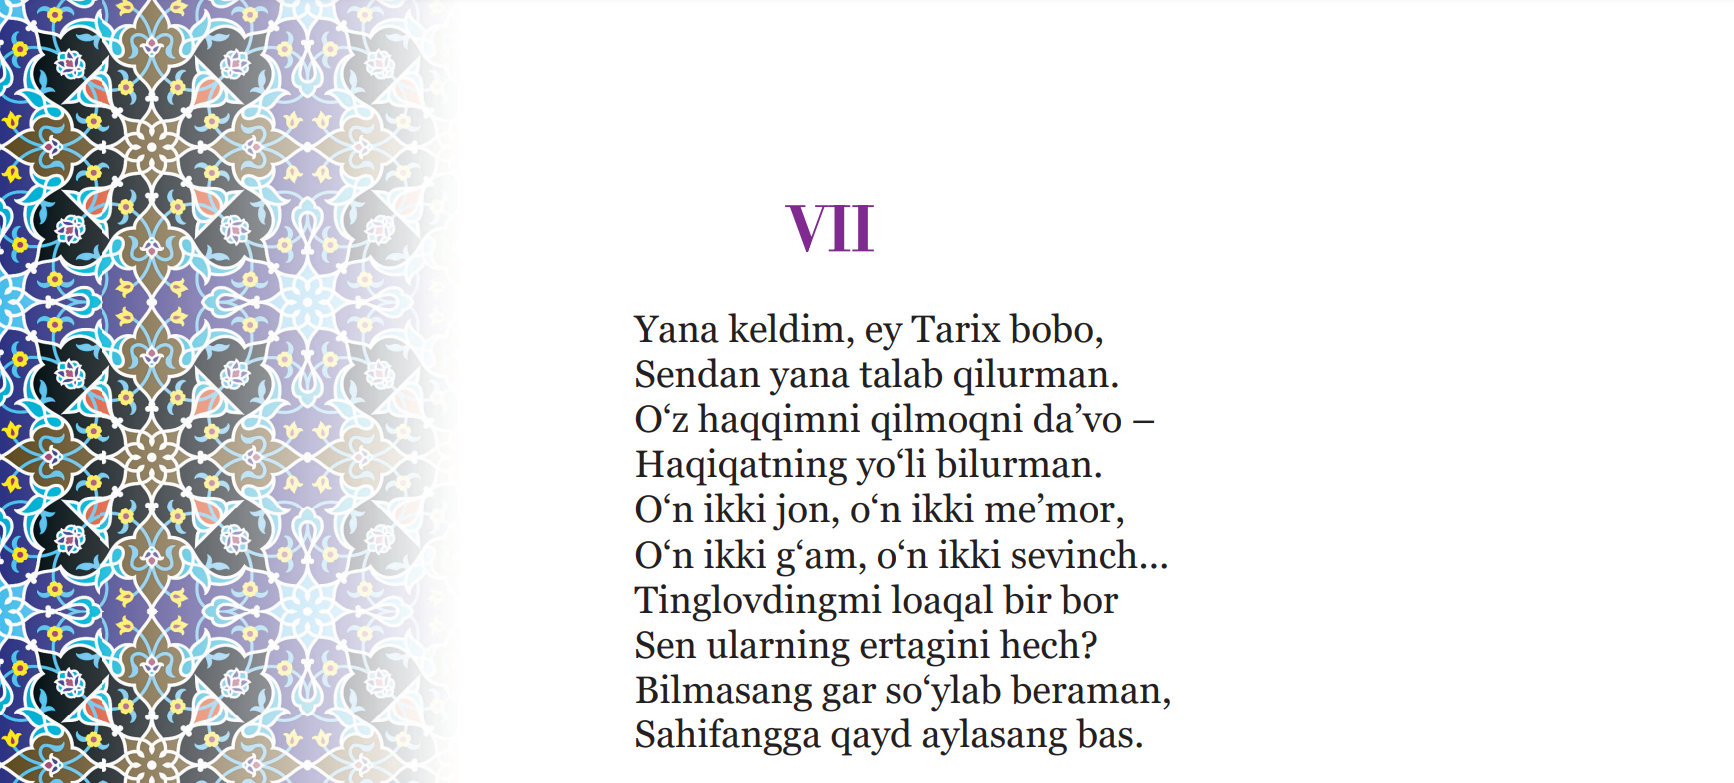 VII
Yana keldim, ey Tarix bobo,
Sendan yana talab qilurman.
O‘z haqqimni qilmoqni da’vo –
Haqiqatning yo‘li bilurman.
O‘n ikki jon, o‘n ikki me’mor,
O‘n ikki g‘am, o‘n ikki sevinch...
Tinglovdingmi loaqal bir bor
Sen ularning ertagini hech?
Bilmasang gar so‘ylab beraman,
Sahifangga qayd aylasang bas.